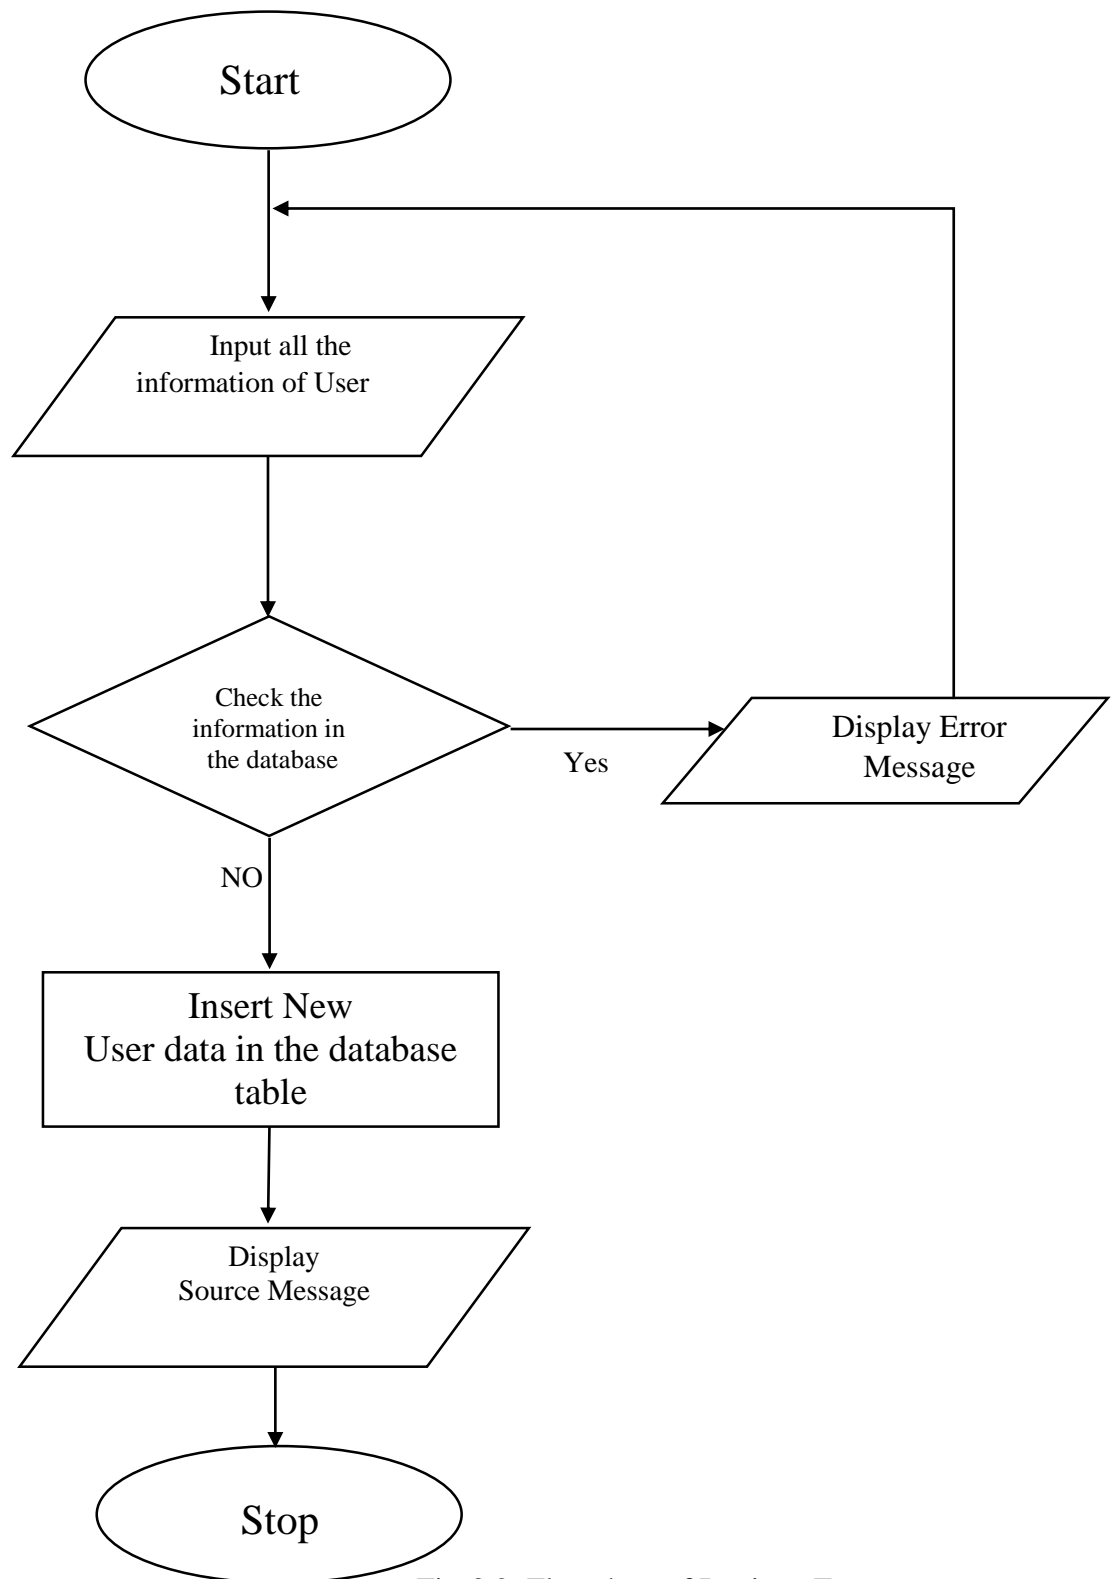 Start
Input all the
information of User
Check the
information in
the database
Yes
Display Error
Message
NO
Insert New
User data in the database
table
Display
Source Message
Stop